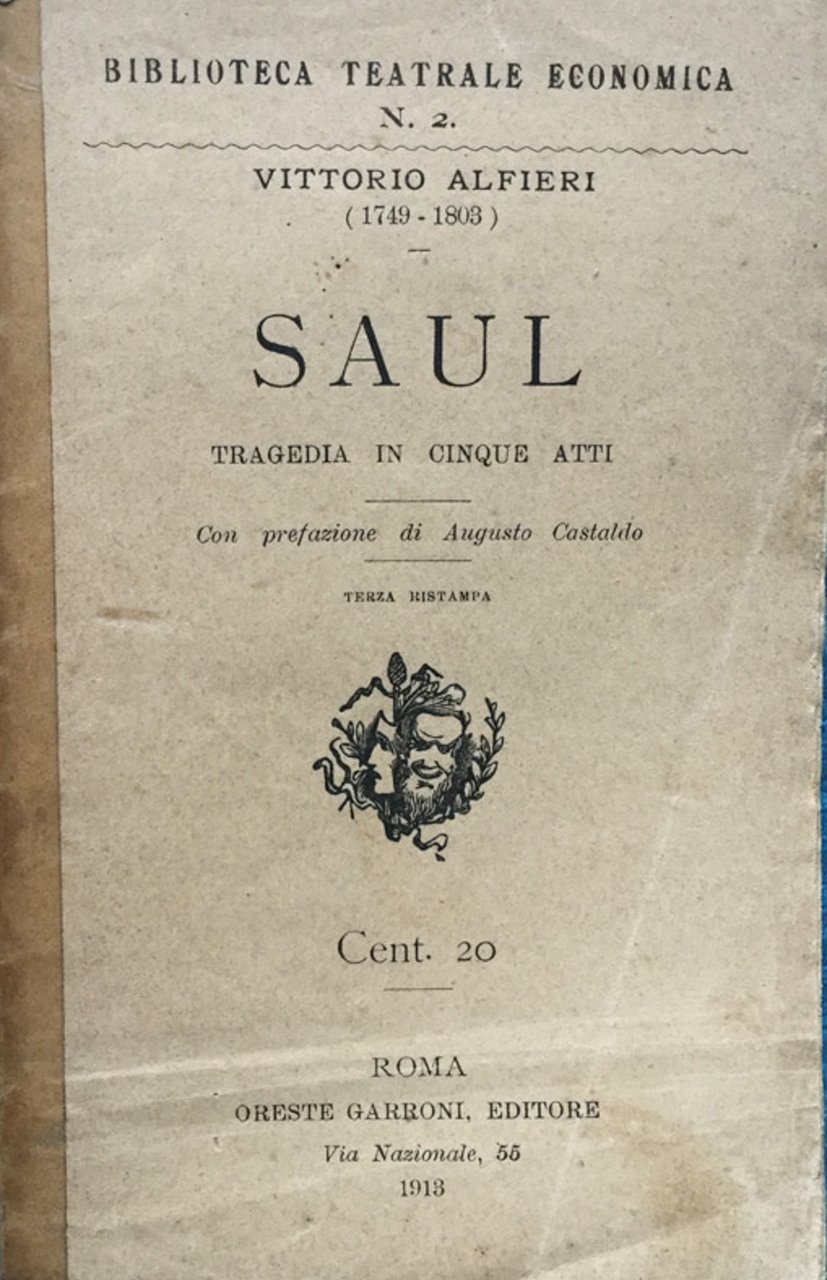 BIBLIOTECA TEATRALE ECONOMICA
N. 2.
VITTORIO ALFIERI
( 1749 - 1803 )
SAUL
TRAGEDIA IN CINQUE ATTI
Con prefazione di Augusto Castaldo
TERZA RISTAMPA
Cent. 20
ROMA
ORESTE GARRONI, EDITORE
Via Nazionale, 55
1913